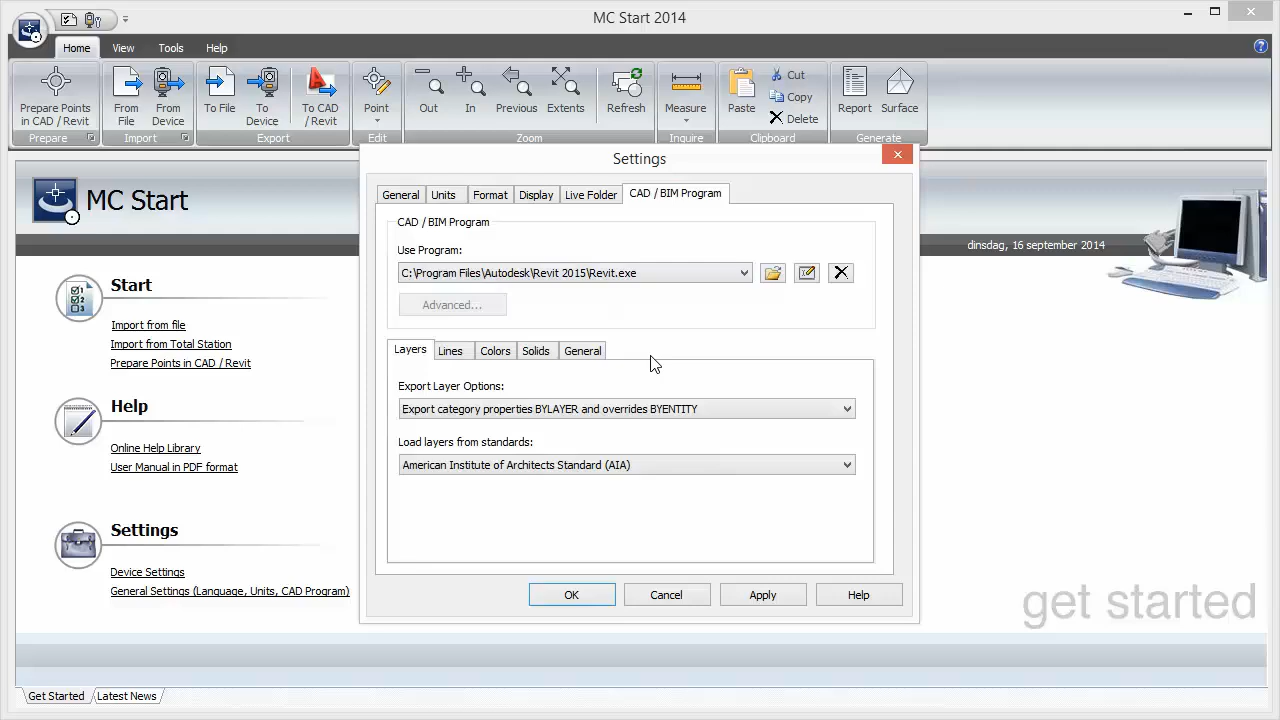 MC Start 2014
Home View Tools Help
Prepare Points in CAD / Revit
From File
From Device
To File
To Device
To CAD / Revit
Point
Out
In
Previous
Extents
Refresh
Measure
Paste
Cut
Copy
Delete
Report
Surface
Prepare Import Export Edit Zoom Inquire Clipboard Generate
MC Start
dinsdag, 16 september 2014
Start
Import from file
Import from Total Station
Prepare Points in CAD / Revit
Help
Online Help Library
User Manual in PDF format
Settings
Device Settings
General Settings (Language, Units, CAD Program)
Settings
General Units Format Display Live Folder CAD / BIM Program
CAD / BIM Program
Use Program:
C:\Program Files\Autodesk\Revit 2015\Revit.exe
Advanced...
Layers Lines Colors Solids General
Export Layer Options:
Export category properties BYLAYER and overrides BYENTITY
Load layers from standards:
American Institute of Architects Standard (AIA)
OK Cancel Apply Help
get started
Get Started Latest News